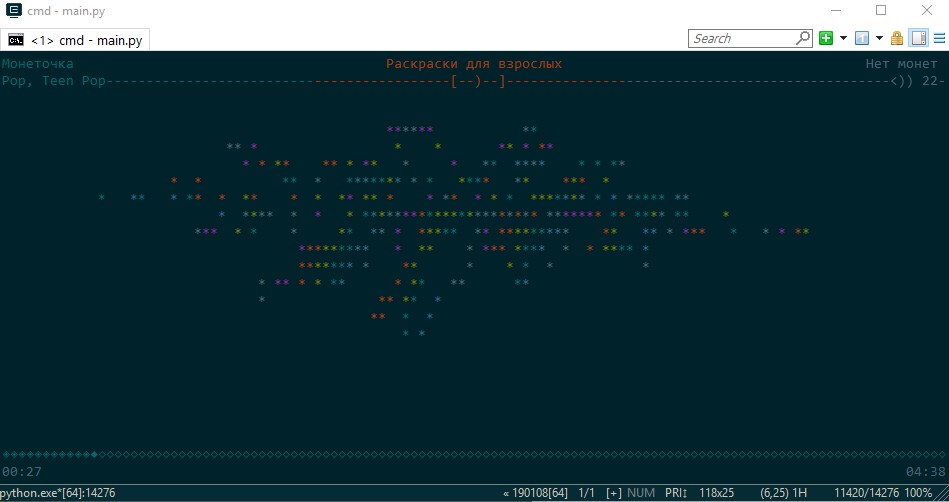 cmd - main.py
<1> cmd - main.py
Search
Монеточка Раскраски для взрослых Нет монет
Pop, Teen Pop-------------------------------------------[--)--]------------------------------------------------<)) 22-
00:27 04:38
python.exe*[64]:14276 « 190108[64] 1/1 [+] NUM PRI↕ 118x25 (6,25) 1H 11420/14276 100%